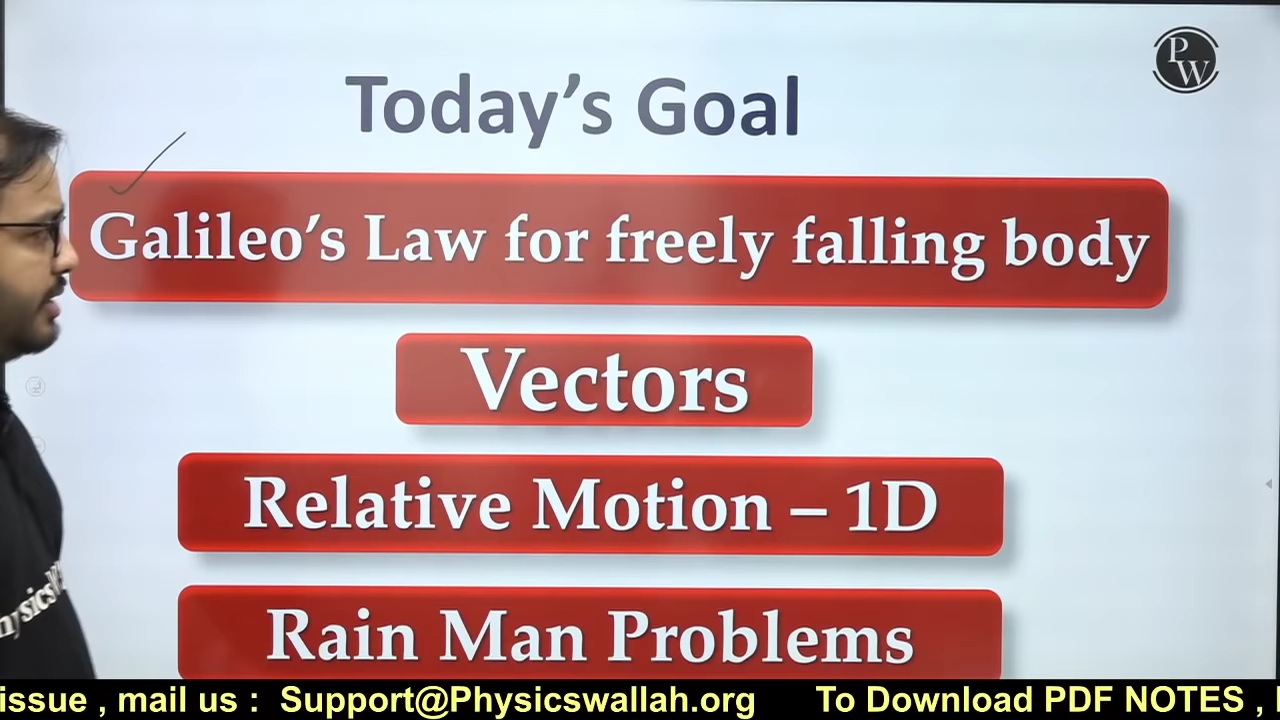 PW
Today's Goal
Galileo's Law for freely falling body
Vectors
Relative Motion – 1D
Rain Man Problems
issue , mail us : Support@Physicswallah.org To Download PDF NOTES ,